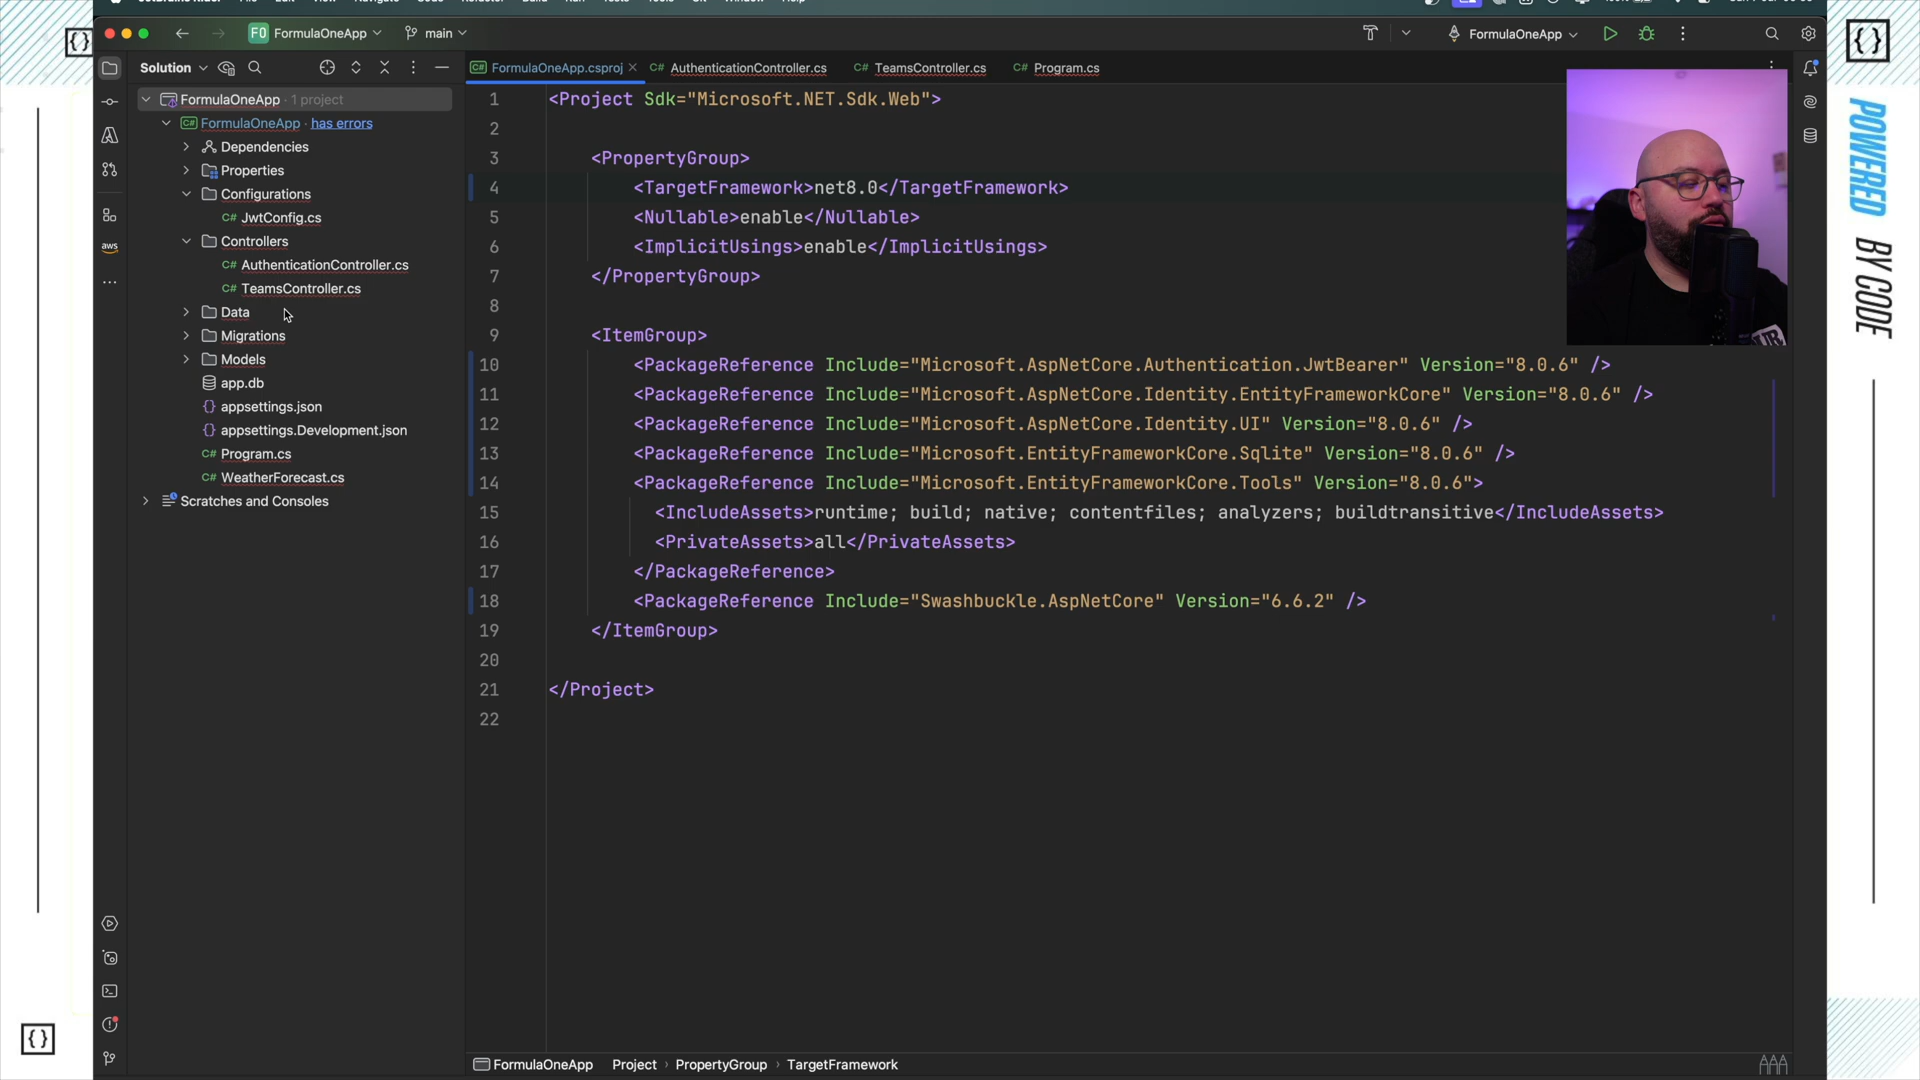 FO FormulaOneApp
main
FormulaOneApp
Solution
FormulaOneApp.csproj
AuthenticationController.cs
TeamsController.cs
Program.cs
FormulaOneApp · 1 project
C# FormulaOneApp · has errors
Dependencies
Properties
Configurations
C# JwtConfig.cs
Controllers
C# AuthenticationController.cs
C# TeamsController.cs
Data
Migrations
Models
app.db
{} appsettings.json
{} appsettings.Development.json
C# Program.cs
C# WeatherForecast.cs
Scratches and Consoles
aws
1 <Project Sdk="Microsoft.NET.Sdk.Web">
2
3 <PropertyGroup>
4 <TargetFramework>net8.0</TargetFramework>
5 <Nullable>enable</Nullable>
6 <ImplicitUsings>enable</ImplicitUsings>
7 </PropertyGroup>
8
9 <ItemGroup>
10 <PackageReference Include="Microsoft.AspNetCore.Authentication.JwtBearer" Version="8.0.6" />
11 <PackageReference Include="Microsoft.AspNetCore.Identity.EntityFrameworkCore" Version="8.0.6" />
12 <PackageReference Include="Microsoft.AspNetCore.Identity.UI" Version="8.0.6" />
13 <PackageReference Include="Microsoft.EntityFrameworkCore.Sqlite" Version="8.0.6" />
14 <PackageReference Include="Microsoft.EntityFrameworkCore.Tools" Version="8.0.6">
15 <IncludeAssets>runtime; build; native; contentfiles; analyzers; buildtransitive</IncludeAssets>
16 <PrivateAssets>all</PrivateAssets>
17 </PackageReference>
18 <PackageReference Include="Swashbuckle.AspNetCore" Version="6.6.2" />
19 </ItemGroup>
20
21 </Project>
22
FormulaOneApp Project › PropertyGroup › TargetFramework
{}
{}
{}
POWERED BY CODE